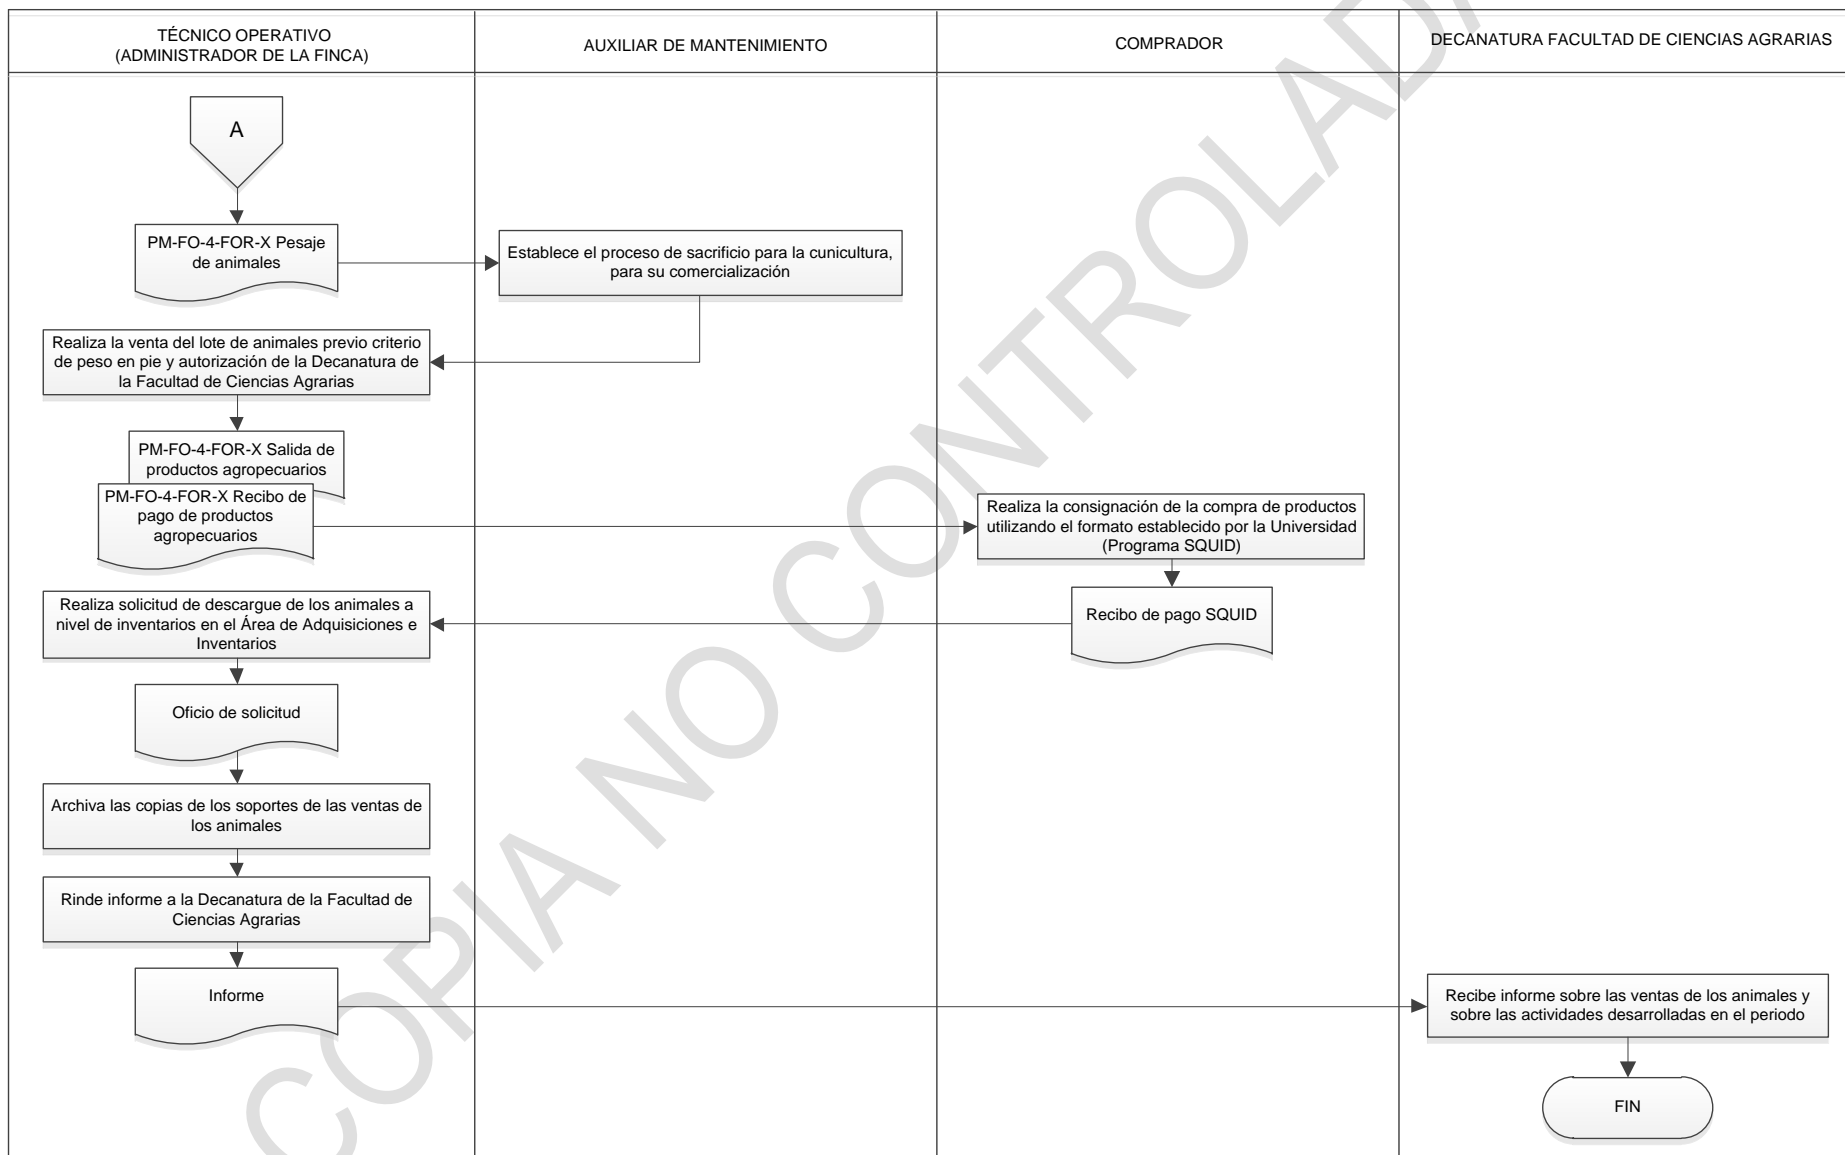 TÉCNICO OPERATIVO
(ADMINISTRADOR DE LA FINCA)
AUXILIAR DE MANTENIMIENTO
COMPRADOR
DECANATURA FACULTAD DE CIENCIAS AGRARIAS
A
PM-FO-4-FOR-X Pesaje
de animales
Establece el proceso de sacrificio para la cunicultura,
para su comercialización
Realiza la venta del lote de animales previo criterio
de peso en pie y autorización de la Decanatura de
la Facultad de Ciencias Agrarias
PM-FO-4-FOR-X Salida de
productos agropecuarios
PM-FO-4-FOR-X Recibo de
pago de productos
agropecuarios
Realiza la consignación de la compra de productos
utilizando el formato establecido por la Universidad
(Programa SQUID)
Recibo de pago SQUID
Realiza solicitud de descargue de los animales a
nivel de inventarios en el Área de Adquisiciones e
Inventarios
Oficio de solicitud
Archiva las copias de los soportes de las ventas de
los animales
Rinde informe a la Decanatura de la Facultad de
Ciencias Agrarias
Informe
Recibe informe sobre las ventas de los animales y
sobre las actividades desarrolladas en el periodo
FIN
COPIA NO CONTROLADA